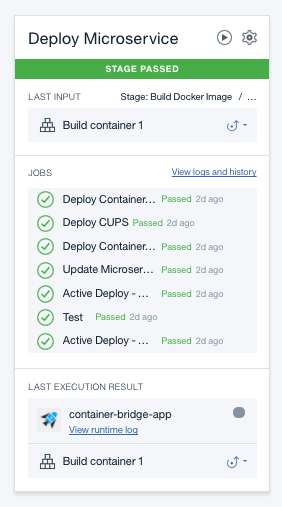 Deploy Microservice
STAGE PASSED
LAST INPUT Stage: Build Docker Image / ...
Build container 1
JOBS View logs and history
Deploy Container... Passed 2d ago
Deploy CUPS Passed 2d ago
Deploy Container... Passed 2d ago
Update Microser... Passed 2d ago
Active Deploy - ... Passed 2d ago
Test Passed 2d ago
Active Deploy - ... Passed 2d ago
LAST EXECUTION RESULT
container-bridge-app
View runtime log
Build container 1